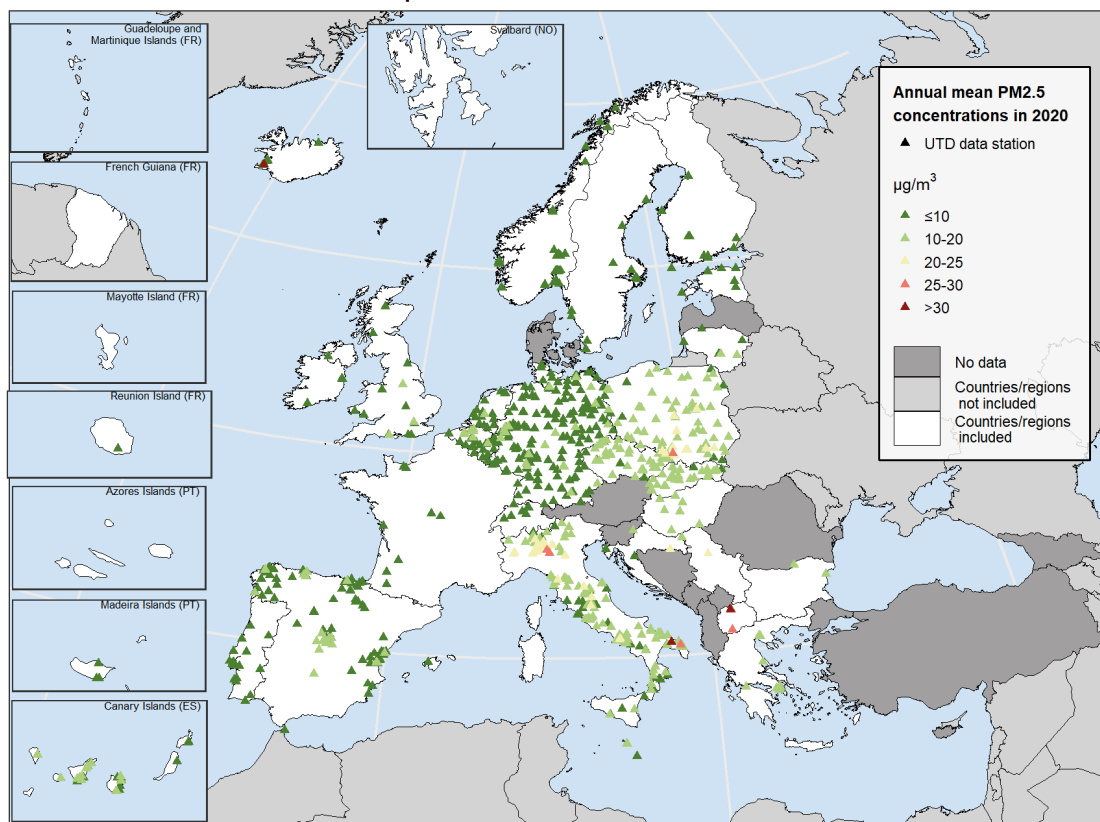 Guadeloupe and
Martinique Islands (FR)
Svalbard (NO)
French Guiana (FR)
Mayotte Island (FR)
Reunion Island (FR)
Azores Islands (PT)
Madeira Islands (PT)
Canary Islands (ES)
Annual mean PM2.5
concentrations in 2020
UTD data station
µg/m³
≤10
10-20
20-25
25-30
>30
No data
Countries/regions
not included
Countries/regions
included